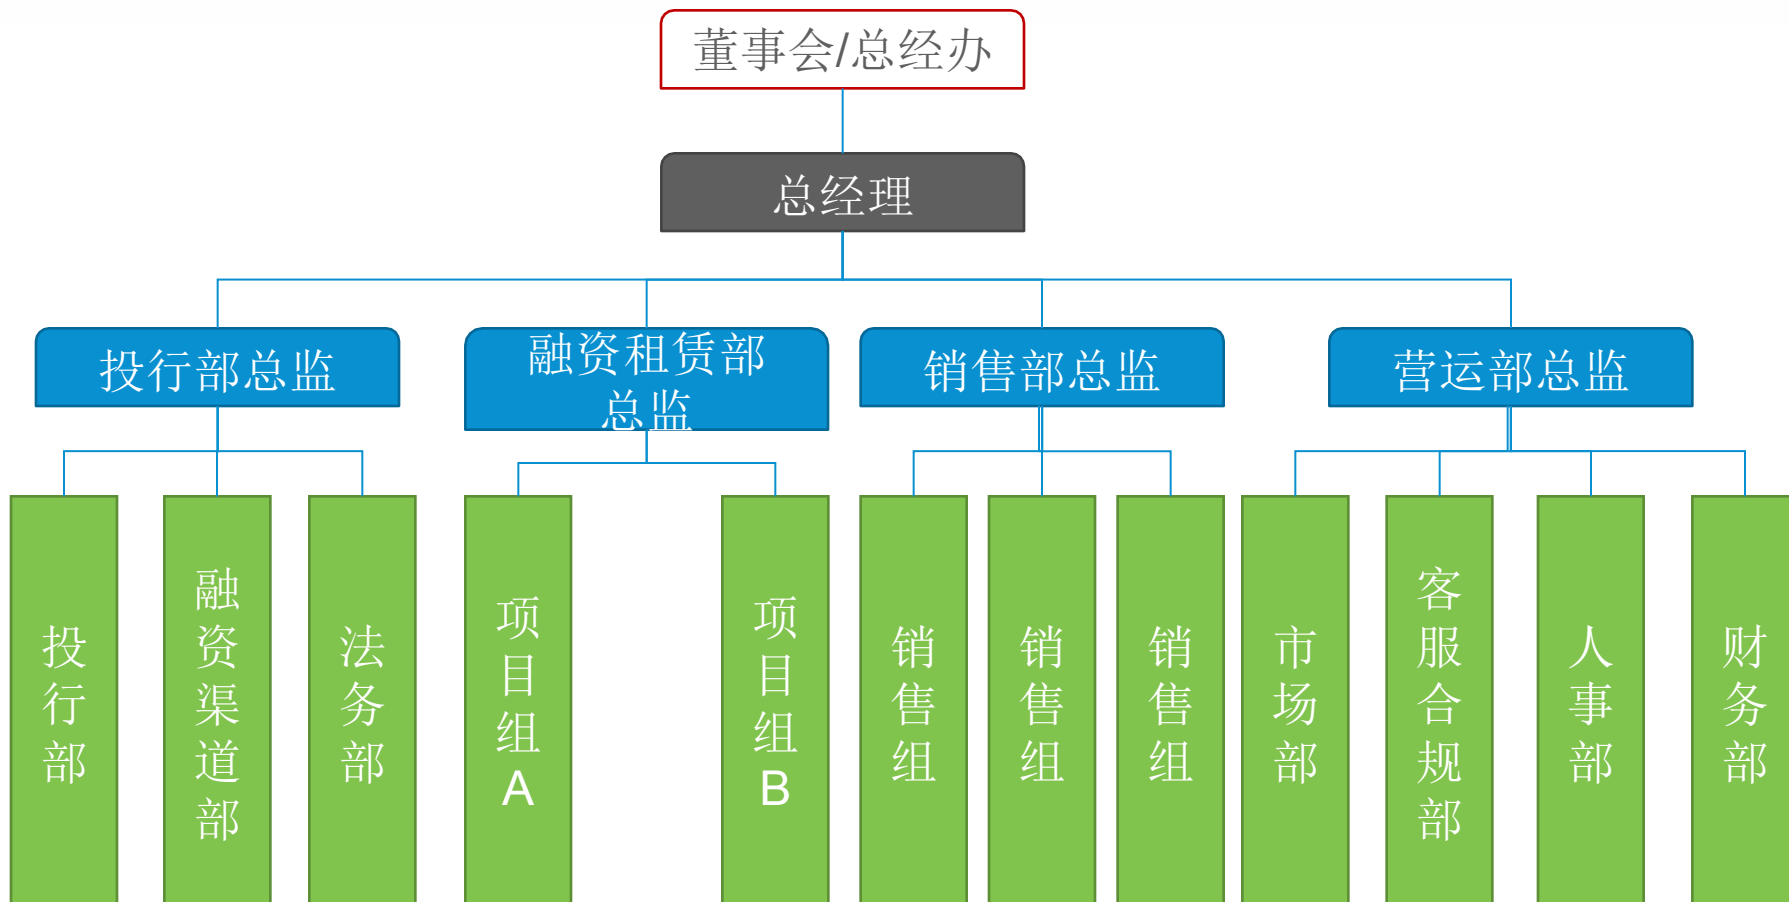 董事会/总经办
总经理
投行部总监
融资租赁部
总监
销售部总监
营运部总监
投行部
融资渠道部
法务部
项目组A
项目组B
销售组
销售组
销售组
市场部
客服合规部
人事部
财务部